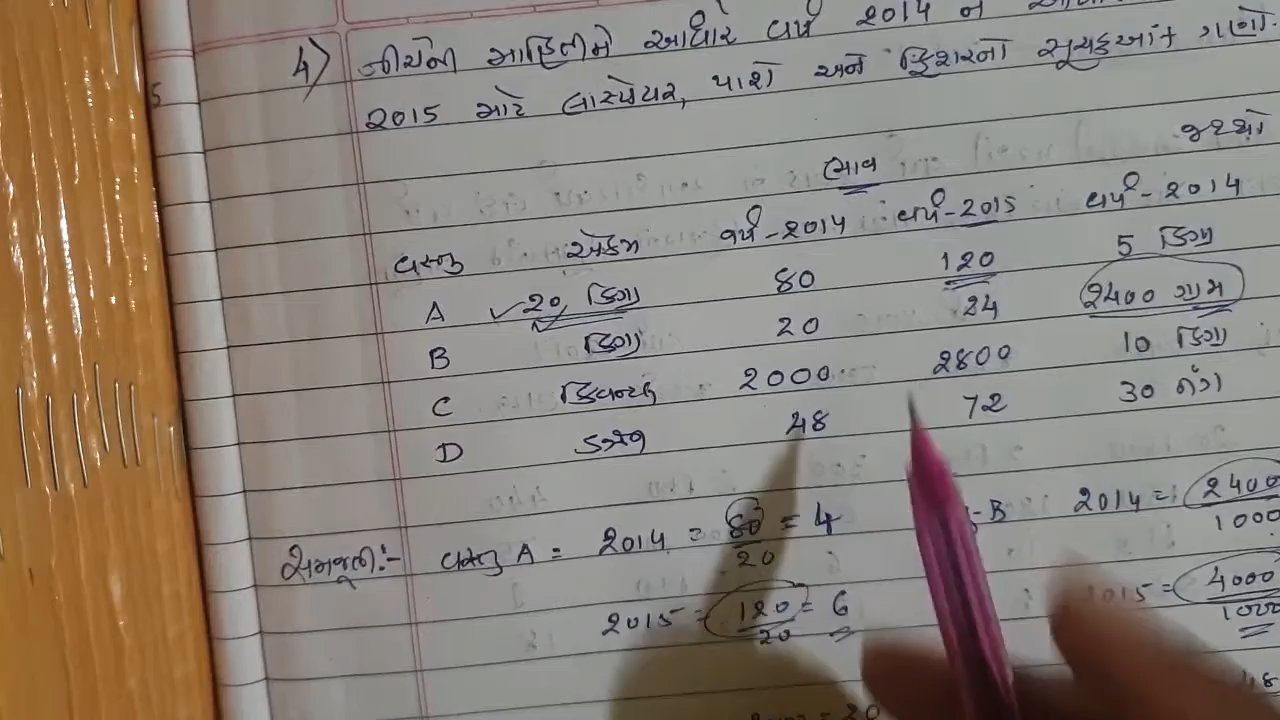 4) નીચેની માહિતીને આધારે વર્ષ 2014 ને
2015 માટે લાસ્પેયર, પાશે અને ફિશરનો સૂચકઆંક ગણો.
ભાવ જથ્થો
વસ્તુ એકમ વર્ષ-2014 વર્ષ-2015 વર્ષ-2014
A 20 કિગ્રા 80 120 5 કિગ્રા
B કિગ્રા 20 24 2400 ગ્રામ
C ક્વિન્ટલ 2000 2800 10 કિગ્રા
D ડઝન 48 72 30 નંગ
સમજૂતી:- વસ્તુ A = 2014 = 80/20 = 4 B 2014 = 2400/1000
2015 = 120/20 = 6 2015 = 4000/1000